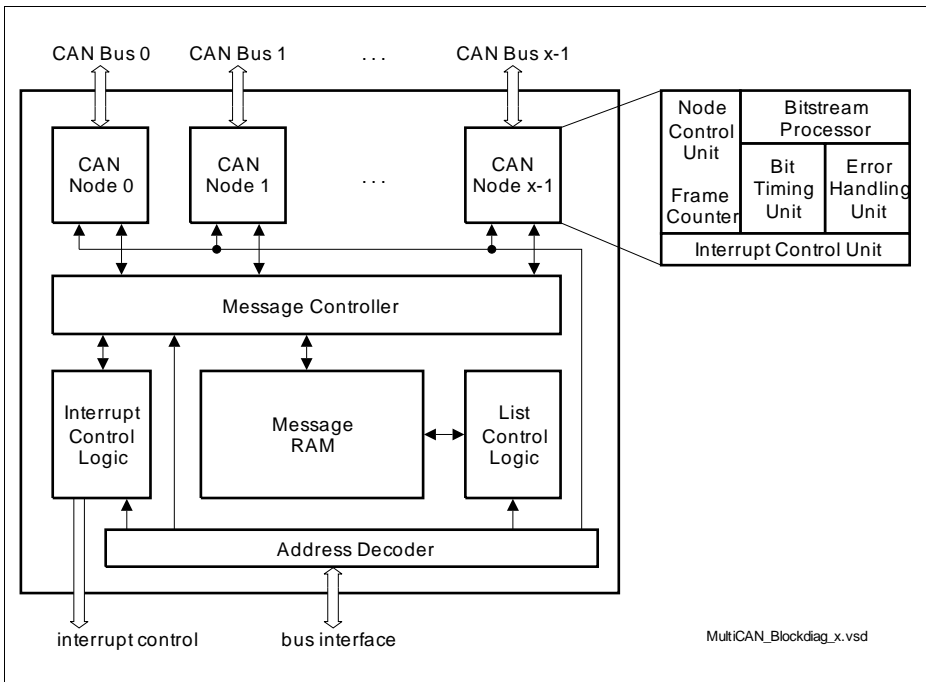 CAN Bus 0
CAN Bus 1
. . .
CAN Bus x-1
CAN
Node 0
CAN
Node 1
. . .
CAN
Node x-1
Node
Control
Unit
Frame
Counter
Bitstream
Processor
Bit
Timing
Unit
Error
Handling
Unit
Interrupt Control Unit
Message Controller
Interrupt
Control
Logic
Message
RAM
List
Control
Logic
Address Decoder
interrupt control
bus interface
MultiCAN_Blockdiag_x.vsd